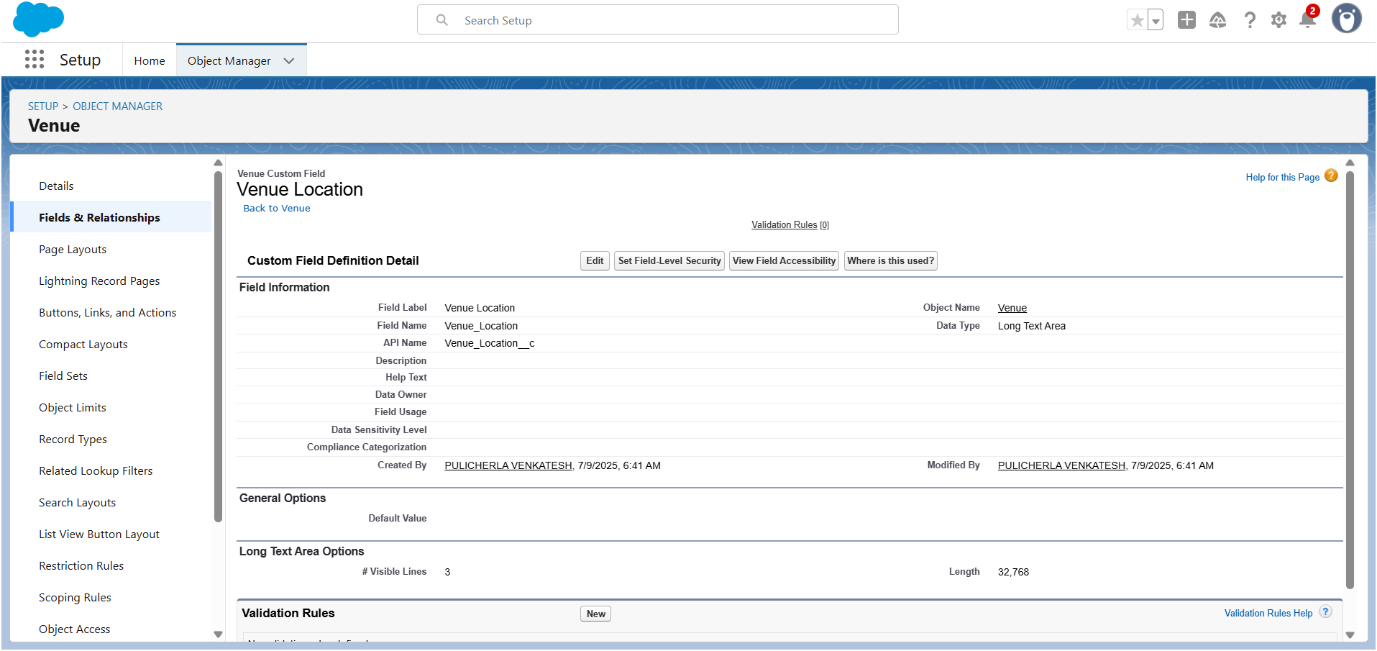 Search Setup
2
Setup
Home
Object Manager
SETUP > OBJECT MANAGER
Venue
Details
Fields & Relationships
Page Layouts
Lightning Record Pages
Buttons, Links, and Actions
Compact Layouts
Field Sets
Object Limits
Record Types
Related Lookup Filters
Search Layouts
List View Button Layout
Restriction Rules
Scoping Rules
Object Access
Venue Custom Field
Venue Location
Back to Venue
Help for this Page ?
Validation Rules [0]
Custom Field Definition Detail Edit Set Field-Level Security View Field Accessibility Where is this used?
Field Information
Field Label Venue Location Object Name Venue
Field Name Venue_Location Data Type Long Text Area
API Name Venue_Location__c
Description
Help Text
Data Owner
Field Usage
Data Sensitivity Level
Compliance Categorization
Created By PULICHERLA VENKATESH, 7/9/2025, 6:41 AM Modified By PULICHERLA VENKATESH, 7/9/2025, 6:41 AM
General Options
Default Value
Long Text Area Options
# Visible Lines 3 Length 32,768
Validation Rules New Validation Rules Help ?